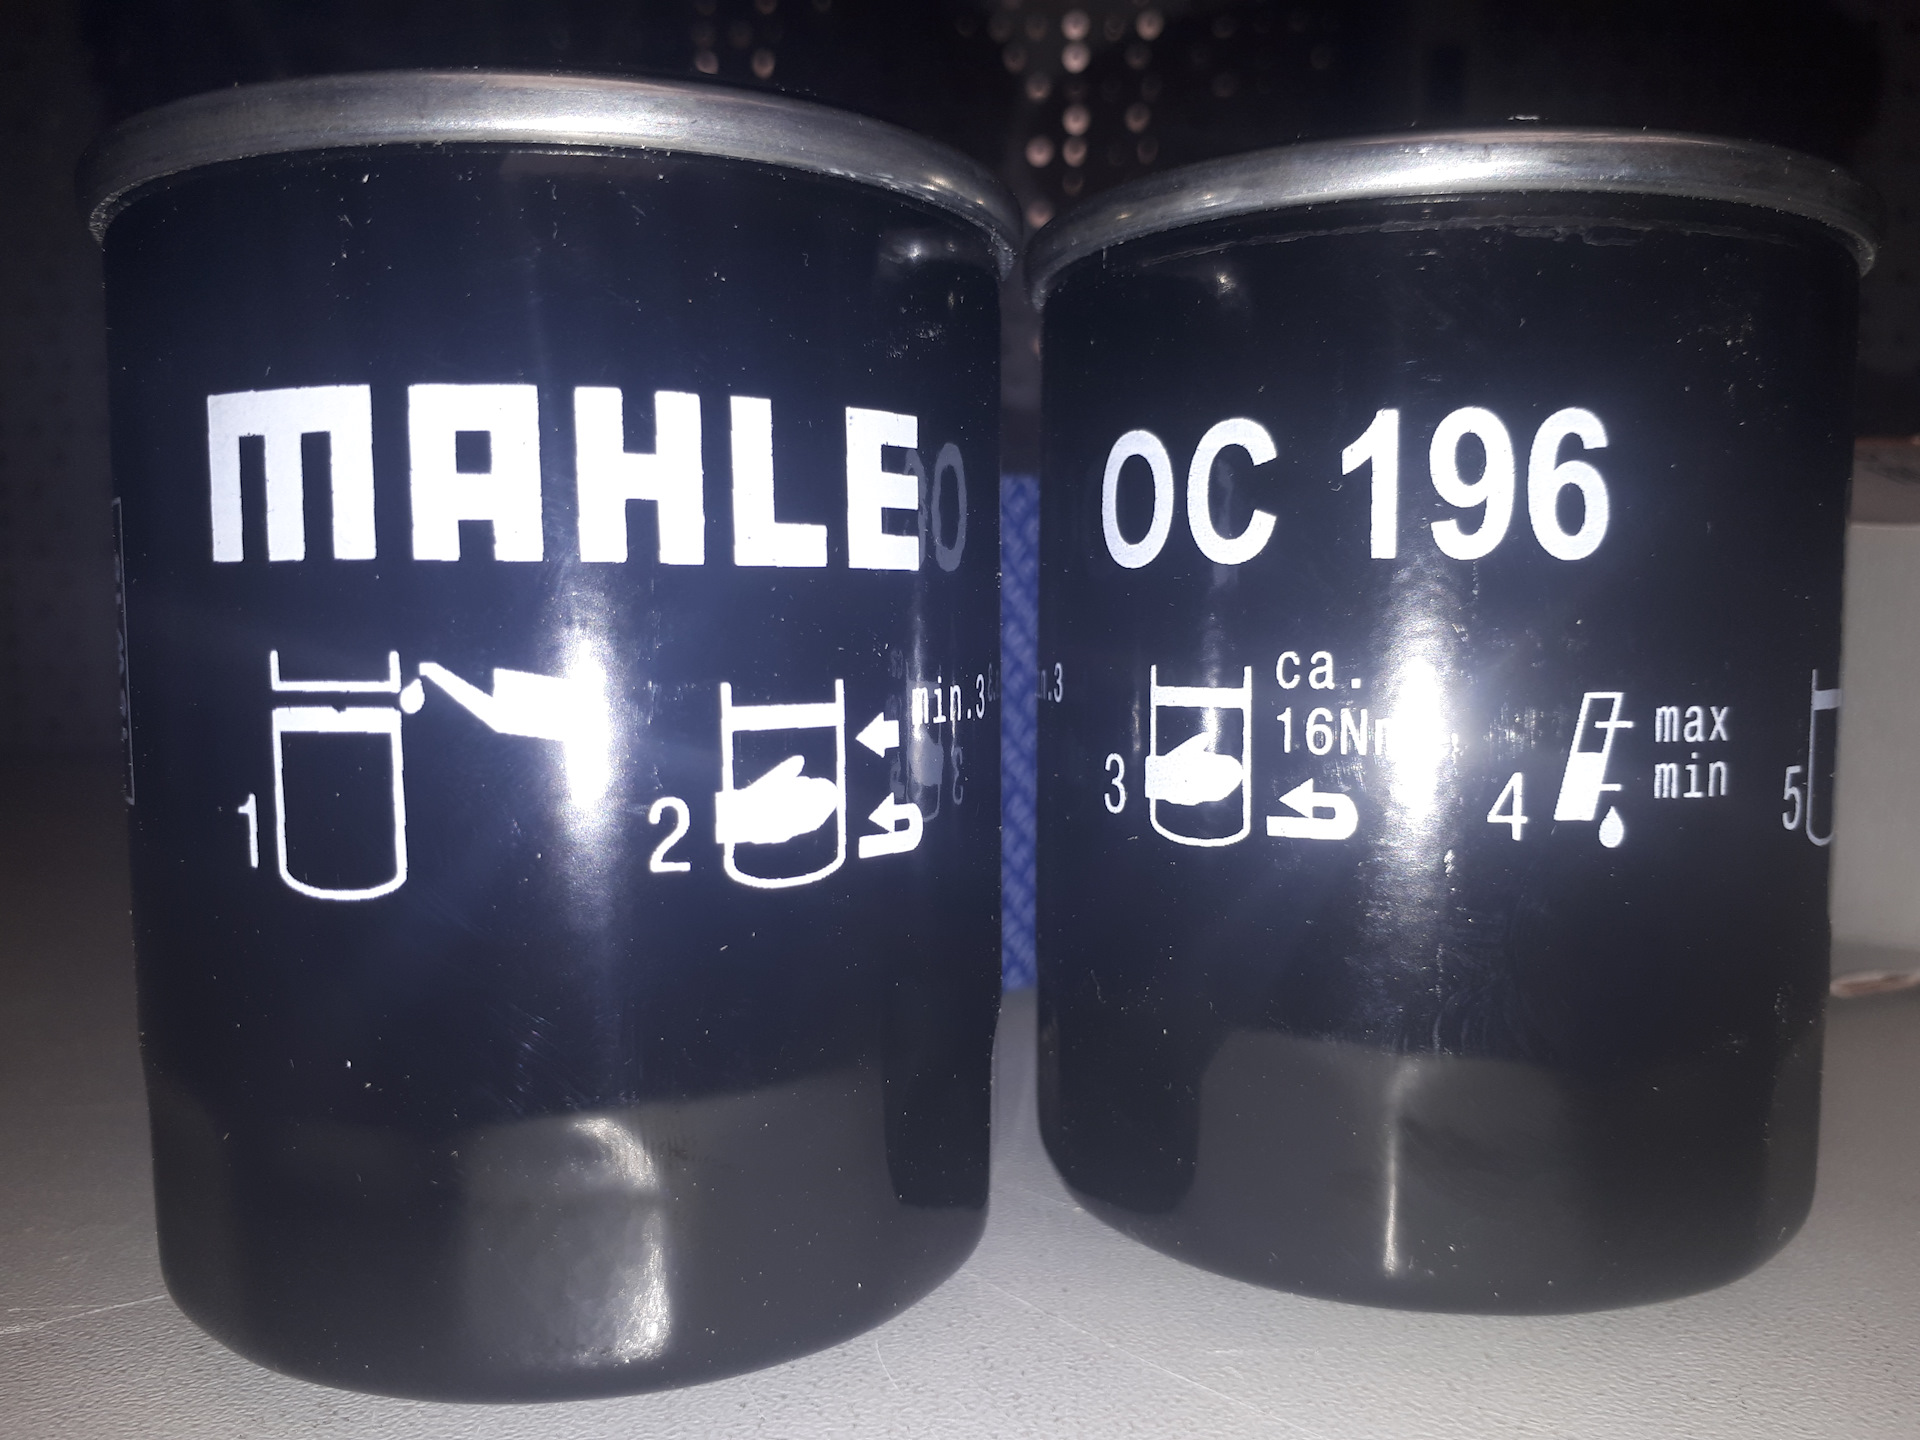 MAHLE
OC 196
1
2
min.3
3
ca.
16Nm
4
max
min
5